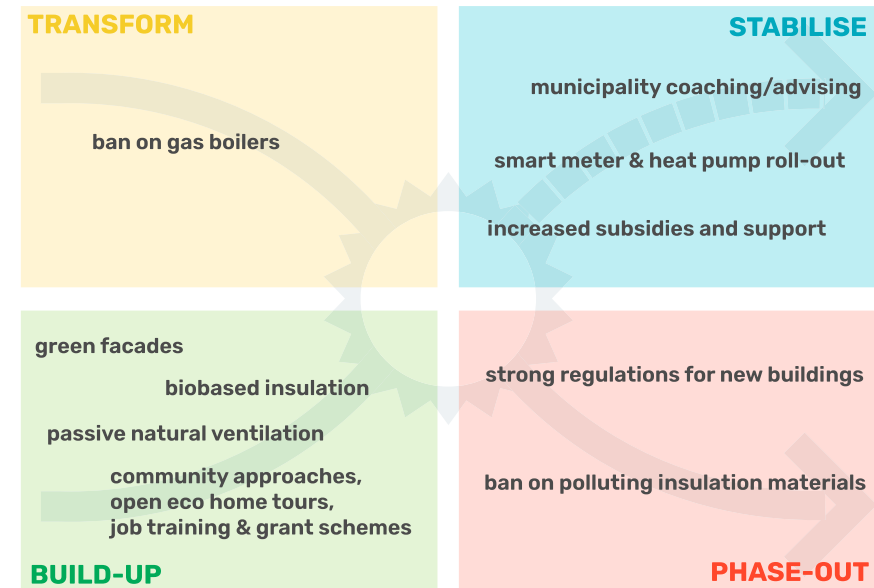 TRANSFORM
ban on gas boilers
STABILISE
municipality coaching/advising
smart meter & heat pump roll-out
increased subsidies and support
green facades
biobased insulation
passive natural ventilation
community approaches,
open eco home tours,
job training & grant schemes
BUILD-UP
strong regulations for new buildings
ban on polluting insulation materials
PHASE-OUT